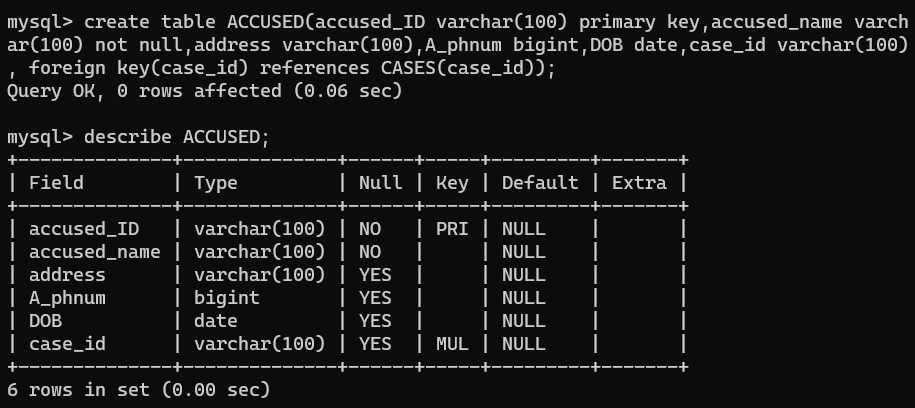 mysql> create table ACCUSED(accused_ID varchar(100) primary key,accused_name varch
ar(100) not null,address varchar(100),A_phnum bigint,DOB date,case_id varchar(100)
, foreign key(case_id) references CASES(case_id));
Query OK, 0 rows affected (0.06 sec)

mysql> describe ACCUSED;
+--------------+--------------+------+-----+---------+-------+
| Field        | Type         | Null | Key | Default | Extra |
+--------------+--------------+------+-----+---------+-------+
| accused_ID   | varchar(100) | NO   | PRI | NULL    |       |
| accused_name | varchar(100) | NO   |     | NULL    |       |
| address      | varchar(100) | YES  |     | NULL    |       |
| A_phnum      | bigint       | YES  |     | NULL    |       |
| DOB          | date         | YES  |     | NULL    |       |
| case_id      | varchar(100) | YES  | MUL | NULL    |       |
+--------------+--------------+------+-----+---------+-------+
6 rows in set (0.00 sec)